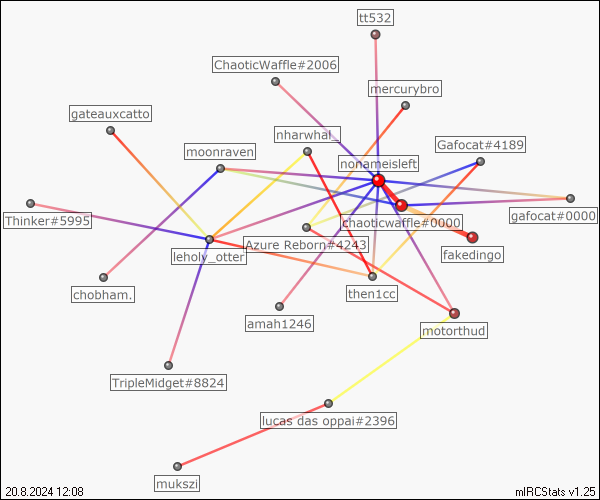 tt532
ChaoticWaffle#2006
mercurybro
gateauxcatto
nharwhal_
Gafocat#4189
moonraven
nonameisleft
Thinker#5995
chaoticwaffle#0000
gafocat#0000
Azure Reborn#4243
leholy_otter
fakedingo
chobham.
then1cc
amah1246
motorthud
TripleMidget#8824
lucas das oppai#2396
mukszi
20.8.2024 12:08
mIRCStats v1.25